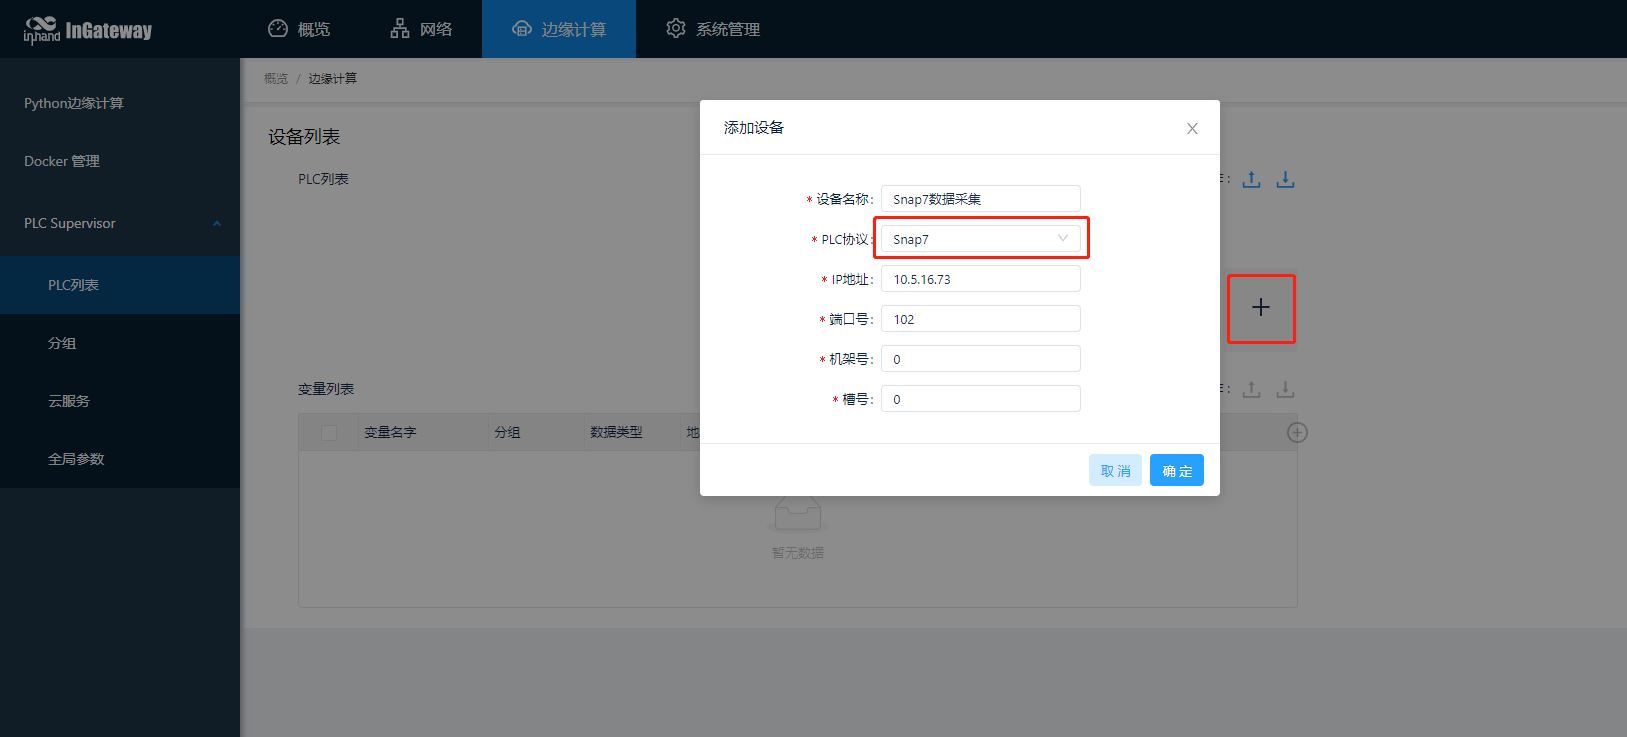 inhand InGateway
概览
网络
边缘计算
系统管理
Python边缘计算
Docker 管理
PLC Supervisor
PLC列表
分组
云服务
全局参数
概览 / 边缘计算
设备列表
PLC列表
添加设备
* 设备名称: Snap7数据采集
* PLC协议: Snap7
* IP地址: 10.5.16.73
* 端口号: 102
* 机架号: 0
* 槽号: 0
取 消
确 定
变量列表
变量名字 分组 数据类型 地
暂无数据